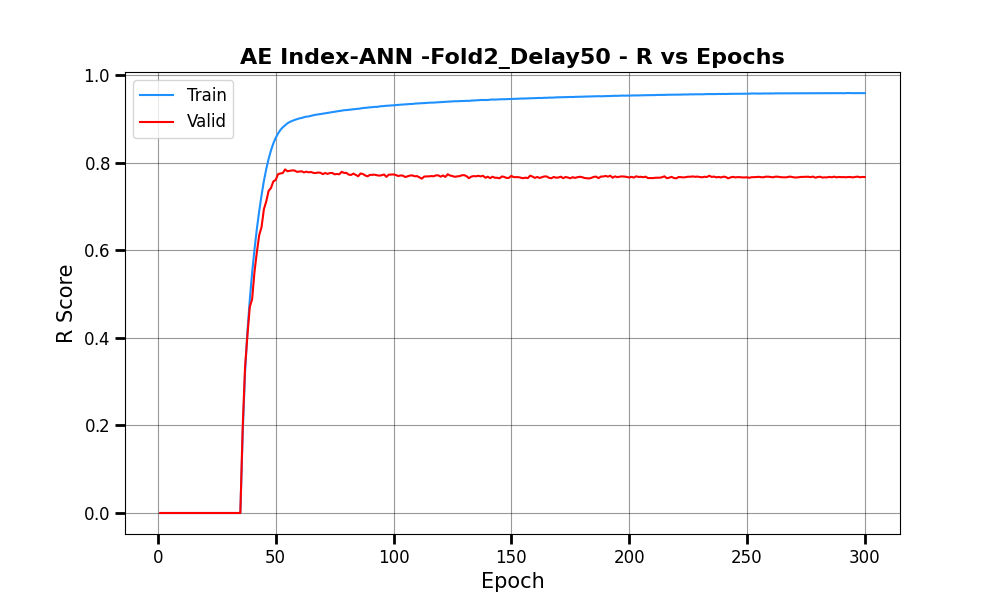 AE Index-ANN -Fold2_Delay50 - R vs Epochs
Train
Valid
R Score
1.0
0.8
0.6
0.4
0.2
0.0
0 50 100 150 200 250 300
Epoch